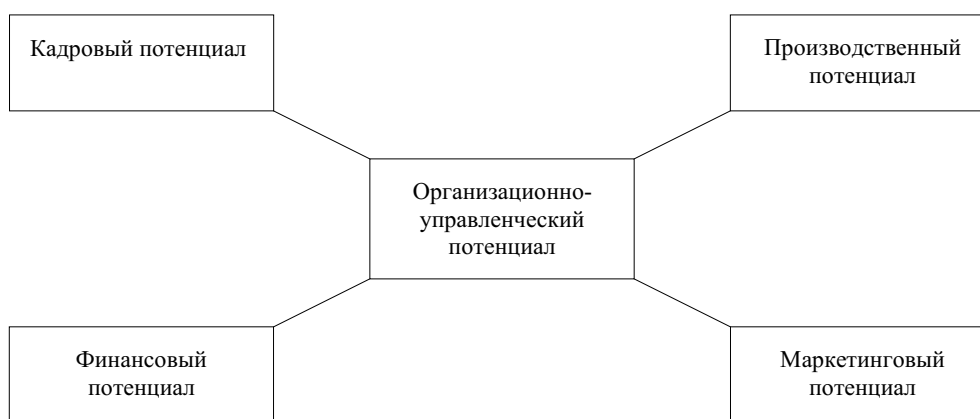 Кадровый потенциал
Производственный
потенциал
Организационно-
управленческий
потенциал
Финансовый
потенциал
Маркетинговый
потенциал